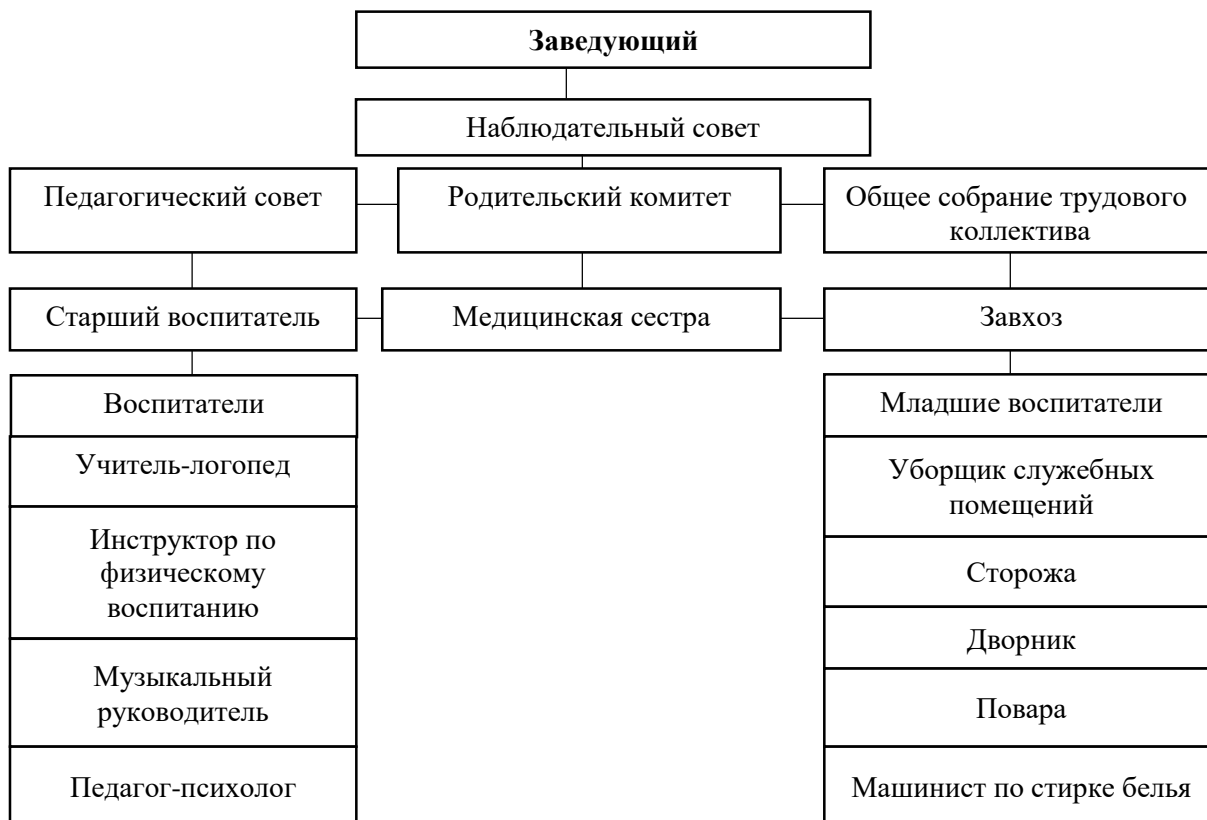 Заведующий
Наблюдательный совет
Педагогический совет
Родительский комитет
Общее собрание трудового
коллектива
Старший воспитатель
Медицинская сестра
Завхоз
Воспитатели
Учитель-логопед
Инструктор по
физическому
воспитанию
Музыкальный
руководитель
Педагог-психолог
Младшие воспитатели
Уборщик служебных
помещений
Сторожа
Дворник
Повара
Машинист по стирке белья